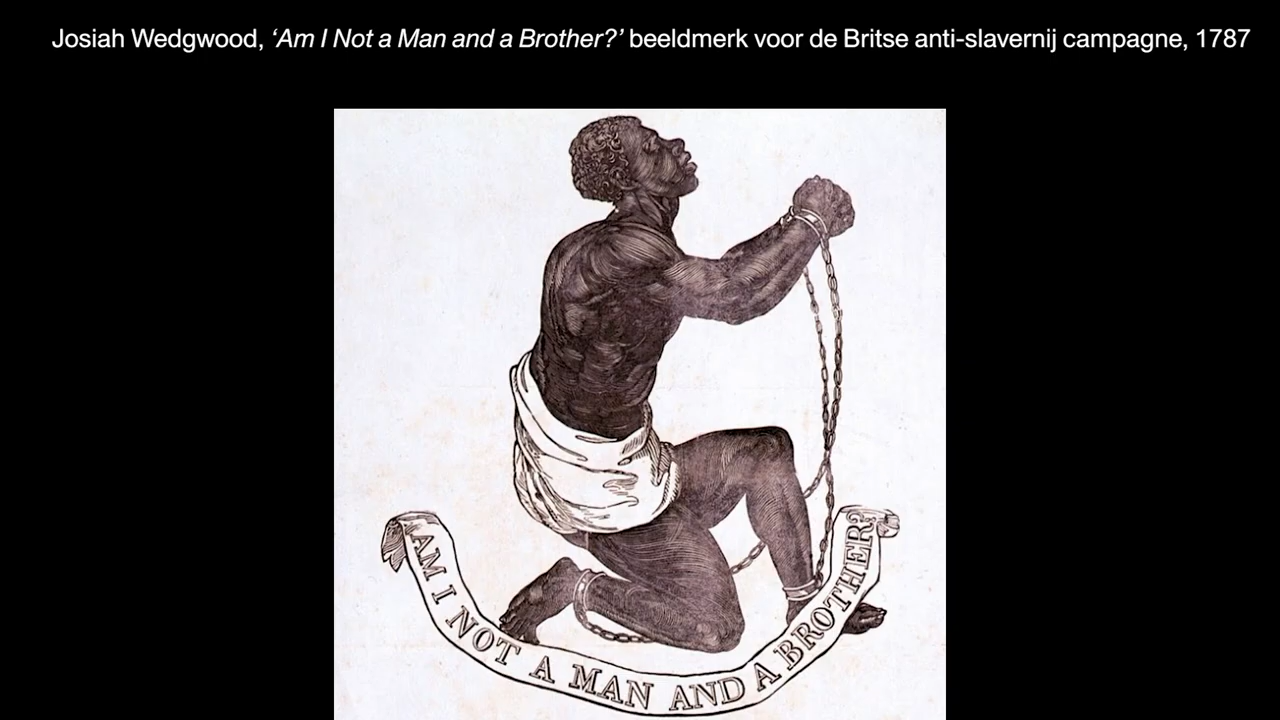 Josiah Wedgwood, ‘Am I Not a Man and a Brother?’ beeldmerk voor de Britse anti-slavernij campagne, 1787
AM I NOT A MAN AND A BROTHER?